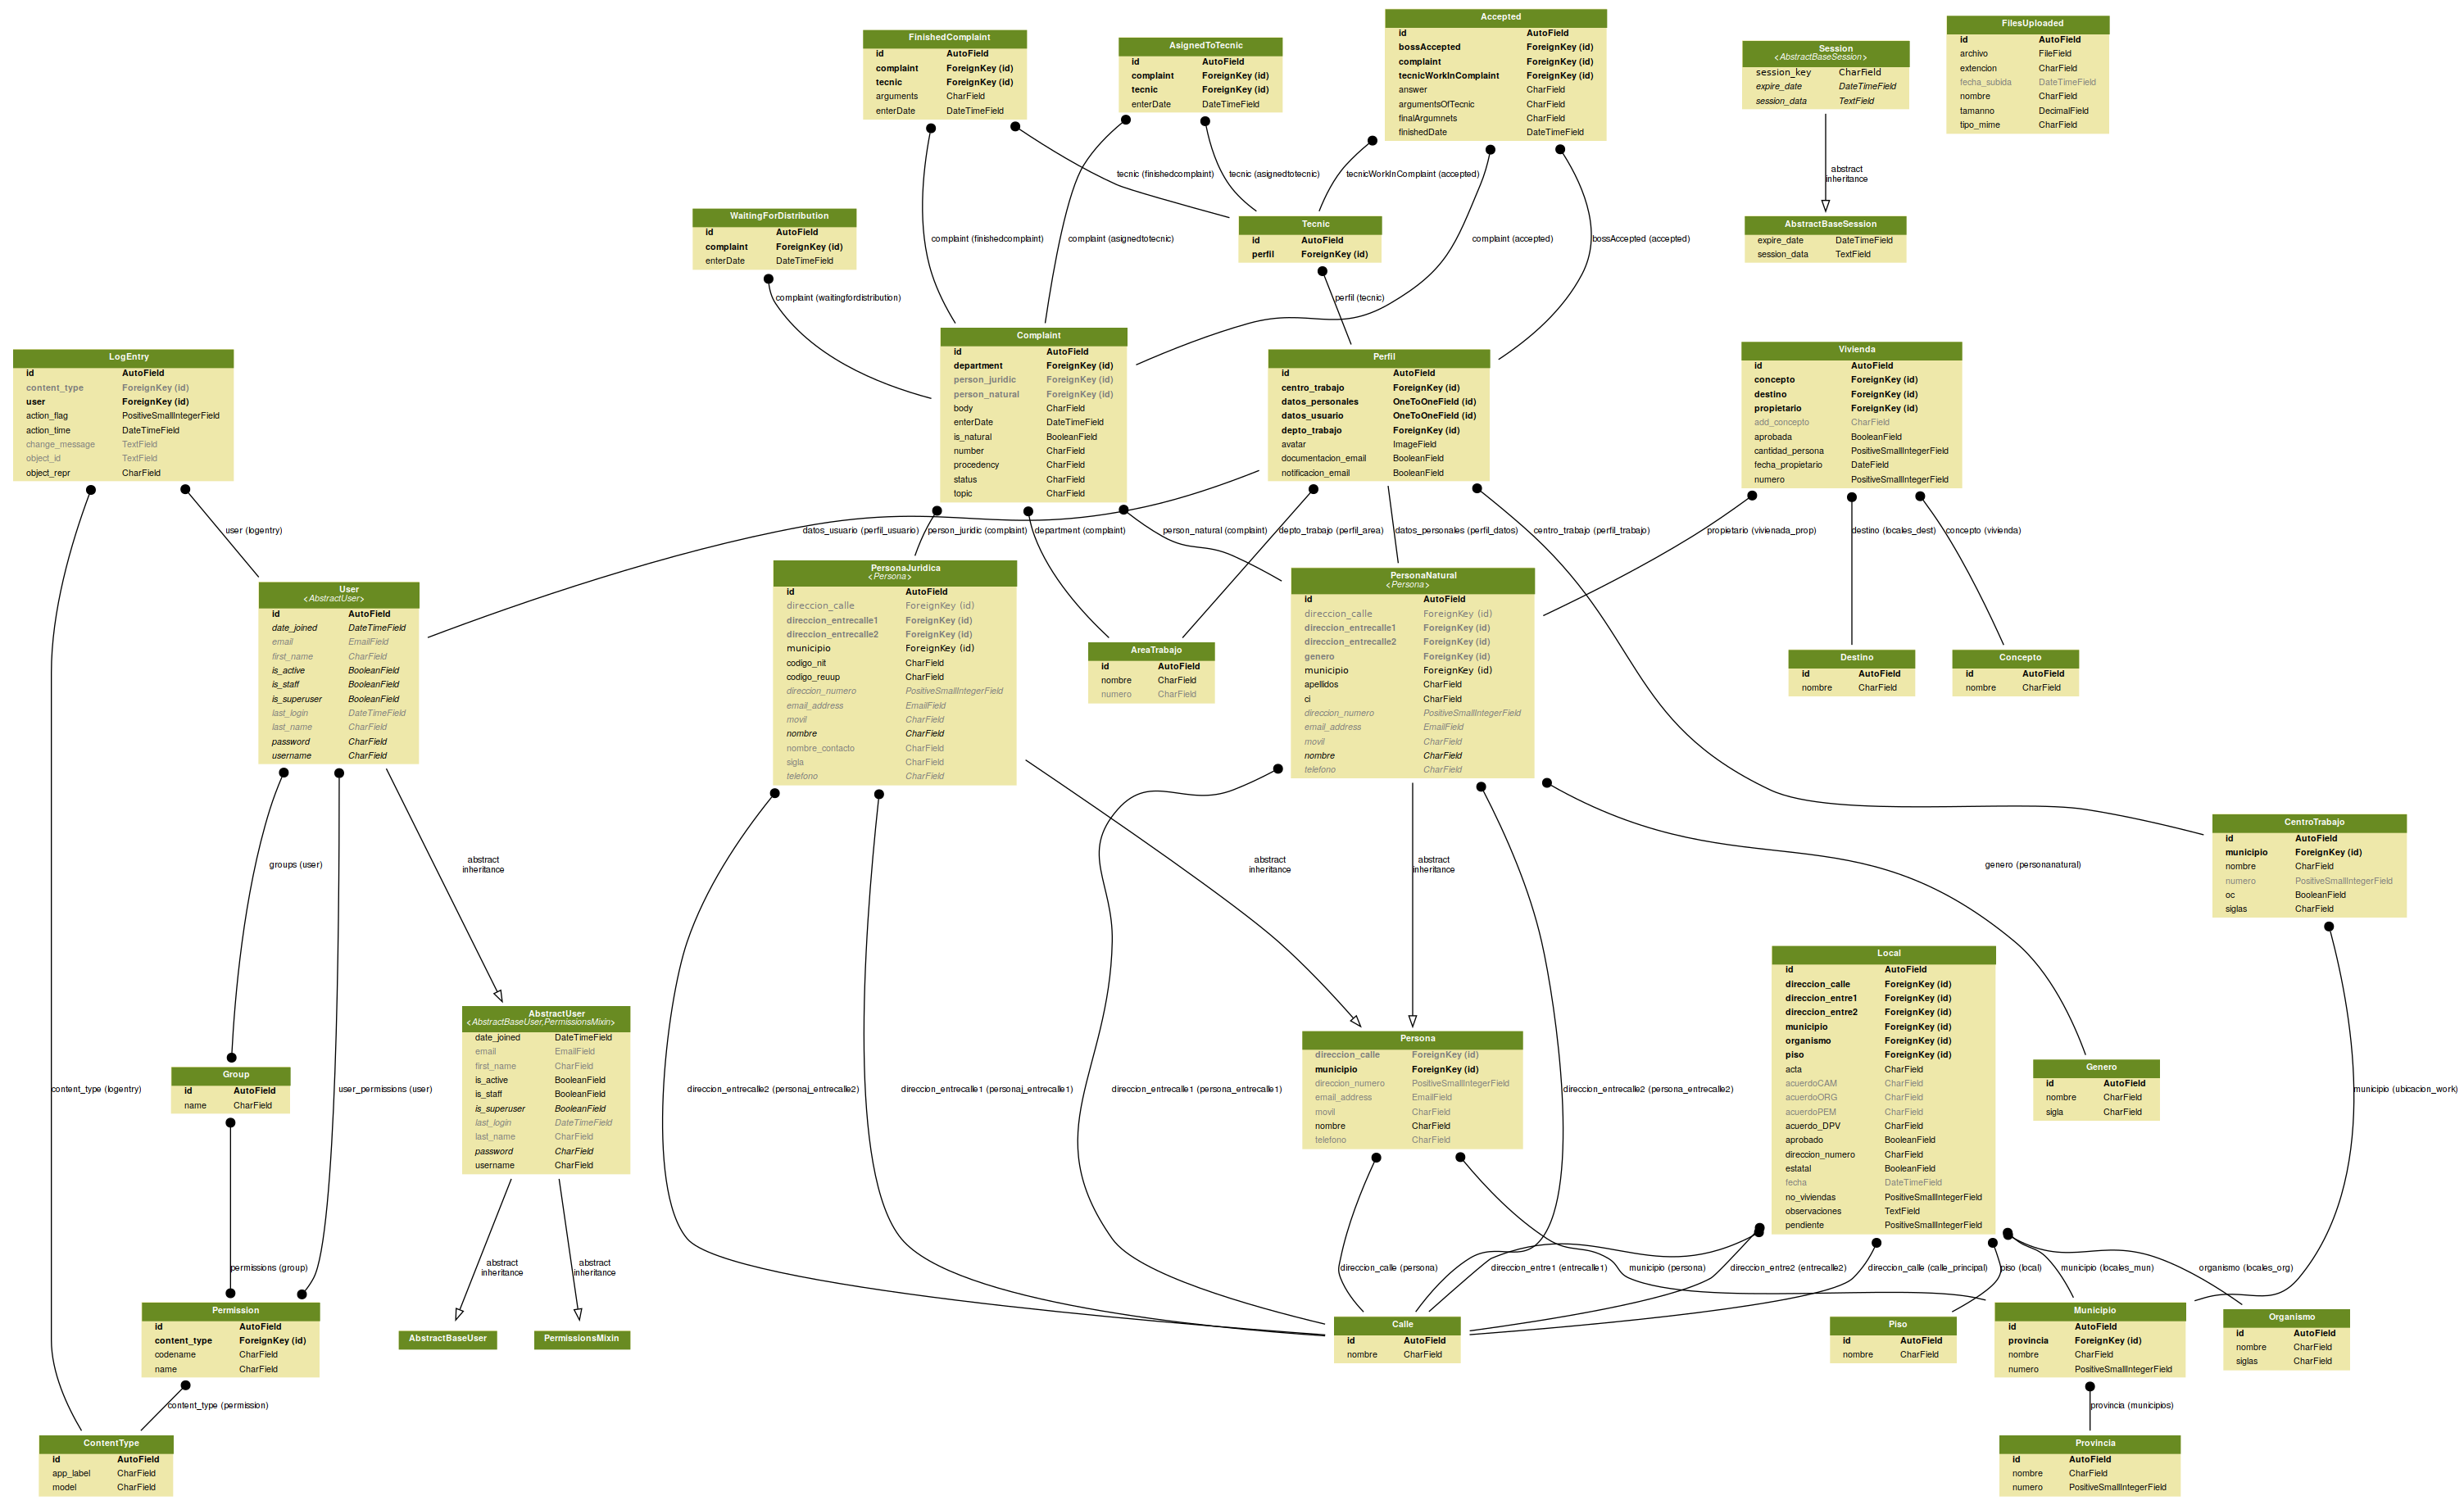 FinishedComplaint
id AutoField
complaint ForeignKey (id)
tecnic ForeignKey (id)
arguments CharField
enterDate DateTimeField
AsignedToTecnic
id AutoField
complaint ForeignKey (id)
tecnic ForeignKey (id)
enterDate DateTimeField
Accepted
id AutoField
bossAccepted ForeignKey (id)
complaint ForeignKey (id)
tecnicWorkInComplaint ForeignKey (id)
answer CharField
argumentsOfTecnic CharField
finalArgumnets CharField
finishedDate DateTimeField
Session
<AbstractBaseSession>
session_key CharField
expire_date DateTimeField
session_data TextField
FilesUploaded
id AutoField
archivo FileField
extencion CharField
fecha_subida DateTimeField
nombre CharField
tamanno DecimalField
tipo_mime CharField
tecnic (finishedcomplaint)
tecnic (asignedtotecnic)
tecnicWorkInComplaint (accepted)
abstract
inheritance
WaitingForDistribution
id AutoField
complaint ForeignKey (id)
enterDate DateTimeField
complaint (finishedcomplaint)
complaint (asignedtotecnic)
Tecnic
id AutoField
perfil ForeignKey (id)
complaint (accepted)
bossAccepted (accepted)
AbstractBaseSession
expire_date DateTimeField
session_data TextField
complaint (waitingfordistribution)
perfil (tecnic)
LogEntry
id AutoField
content_type ForeignKey (id)
user ForeignKey (id)
action_flag PositiveSmallIntegerField
action_time DateTimeField
change_message TextField
object_id TextField
object_repr CharField
Complaint
id AutoField
department ForeignKey (id)
person_juridic ForeignKey (id)
person_natural ForeignKey (id)
body CharField
enterDate DateTimeField
is_natural BooleanField
number CharField
procedency CharField
status CharField
topic CharField
Perfil
id AutoField
centro_trabajo ForeignKey (id)
datos_personales OneToOneField (id)
datos_usuario OneToOneField (id)
depto_trabajo ForeignKey (id)
avatar ImageField
documentacion_email BooleanField
notificacion_email BooleanField
Vivienda
id AutoField
concepto ForeignKey (id)
destino ForeignKey (id)
propietario ForeignKey (id)
add_concepto CharField
aprobada BooleanField
cantidad_persona PositiveSmallIntegerField
fecha_propietario DateField
numero PositiveSmallIntegerField
user (logentry)
datos_usuario (perfil_usuario)
person_juridic (complaint)
department (complaint)
person_natural (complaint)
depto_trabajo (perfil_area)
datos_personales (perfil_datos)
centro_trabajo (perfil_trabajo)
propietario (viviendada_prop)
destino (locales_dest)
concepto (vivienda)
User
<AbstractUser>
id AutoField
date_joined DateTimeField
email EmailField
first_name CharField
is_active BooleanField
is_staff BooleanField
is_superuser BooleanField
last_login DateTimeField
last_name CharField
password CharField
username CharField
PersonaJuridica
<Persona>
id AutoField
direccion_calle ForeignKey (id)
direccion_entrecalle1 ForeignKey (id)
direccion_entrecalle2 ForeignKey (id)
municipio ForeignKey (id)
codigo_nit CharField
codigo_reuup CharField
direccion_numero PositiveSmallIntegerField
email_address EmailField
movil CharField
nombre CharField
nombre_contacto CharField
sigla CharField
telefono CharField
AreaTrabajo
id AutoField
nombre CharField
numero CharField
PersonaNatural
<Persona>
id AutoField
direccion_calle ForeignKey (id)
direccion_entrecalle1 ForeignKey (id)
direccion_entrecalle2 ForeignKey (id)
genero ForeignKey (id)
municipio ForeignKey (id)
apellidos CharField
ci CharField
direccion_numero PositiveSmallIntegerField
email_address EmailField
movil CharField
nombre CharField
telefono CharField
Destino
id AutoField
nombre CharField
Concepto
id AutoField
nombre CharField
CentroTrabajo
id AutoField
municipio ForeignKey (id)
nombre CharField
numero PositiveSmallIntegerField
oc BooleanField
siglas CharField
groups (user)
abstract
inheritance
abstract
inheritance
abstract
inheritance
genero (personanatural)
AbstractUser
<AbstractBaseUser,PermissionsMixin>
date_joined DateTimeField
email EmailField
first_name CharField
is_active BooleanField
is_staff BooleanField
is_superuser BooleanField
last_login DateTimeField
last_name CharField
password CharField
username CharField
Persona
direccion_calle ForeignKey (id)
municipio ForeignKey (id)
direccion_numero PositiveSmallIntegerField
email_address EmailField
movil CharField
nombre CharField
telefono CharField
Local
id AutoField
direccion_calle ForeignKey (id)
direccion_entre1 ForeignKey (id)
direccion_entre2 ForeignKey (id)
municipio ForeignKey (id)
organismo ForeignKey (id)
piso ForeignKey (id)
acta CharField
acuerdoCAM CharField
acuerdoORG CharField
acuerdoPEM CharField
acuerdo_DPV CharField
aprobado BooleanField
direccion_numero CharField
estatal BooleanField
fecha DateTimeField
no_viviendas PositiveSmallIntegerField
observaciones TextField
pendiente PositiveSmallIntegerField
Genero
id AutoField
nombre CharField
sigla CharField
Group
id AutoField
name CharField
content_type (logentry)
user_permissions (user)
direccion_entrecalle2 (personaj_entrecalle2)
direccion_entrecalle1 (personaj_entrecalle1)
direccion_entrecalle1 (persona_entrecalle1)
direccion_entrecalle2 (persona_entrecalle2)
municipio (ubicacion_work)
permissions (group)
abstract
inheritance
abstract
inheritance
direccion_calle (persona)
direccion_entre1 (entrecalle1)
municipio (persona)
direccion_entre2 (entrecalle2)
direccion_calle (calle_principal)
piso (local)
municipio (locales_mun)
organismo (locales_org)
Permission
id AutoField
content_type ForeignKey (id)
codename CharField
name CharField
AbstractBaseUser
PermissionsMixin
Calle
id AutoField
nombre CharField
Piso
id AutoField
nombre CharField
Municipio
id AutoField
provincia ForeignKey (id)
nombre CharField
numero PositiveSmallIntegerField
Organismo
id AutoField
nombre CharField
siglas CharField
content_type (permission)
provincia (municipios)
ContentType
id AutoField
app_label CharField
model CharField
Provincia
id AutoField
nombre CharField
numero PositiveSmallIntegerField